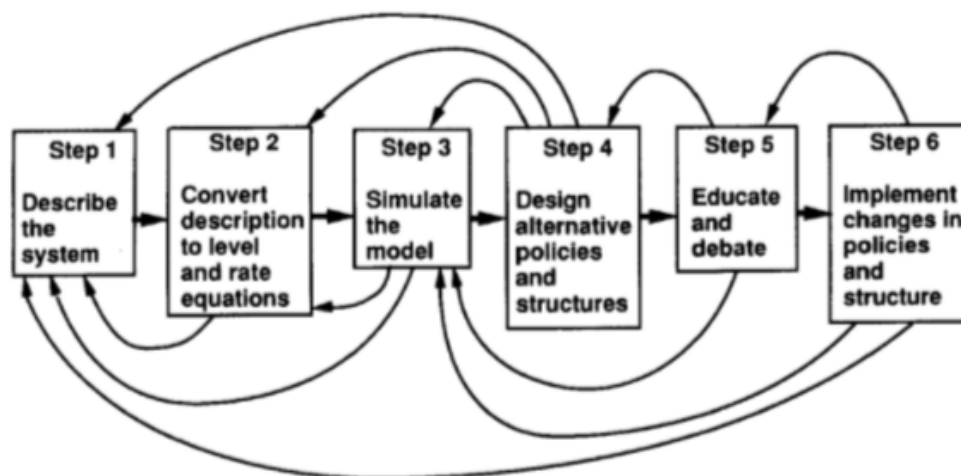 Step 1
Describe
the
system
Step 2
Convert
description
to level
and rate
equations
Step 3
Simulate
the
model
Step 4
Design
alternative
policies
and
structures
Step 5
Educate
and
debate
Step 6
Implement
changes in
policies
and
structure